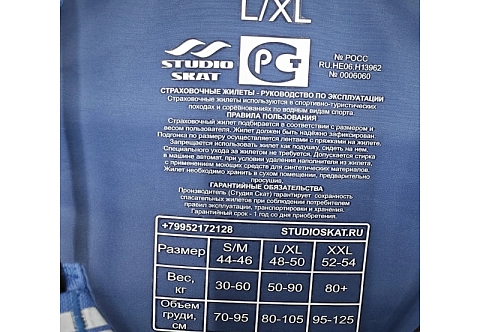 L/XL
STUDIO
SKAT
РСТ
№ РОСС
RU.НЕ06.Н13962
№ 0006060
СТРАХОВОЧНЫЕ ЖИЛЕТЫ - РУКОВОДСТВО ПО ЭКСПЛУАТАЦИИ
Страховочные жилеты используются в спортивно-туристических
походах и соревнованиях по водным видам спорта.
ПРАВИЛА ПОЛЬЗОВАНИЯ
Страховочный жилет подбирается в соответствии с размером и
весом пользователя. Жилет должен быть надёжно зафиксирован.
Подгонка по размеру осуществляется лентами с пряжками на жилете.
Запрещается использовать жилет как подушку, сидеть на нем.
Специального ухода за жилетом не требуется. Допускается стирка
в машине автомат, при условии удаления наполнителя из жилета,
с применением моющих средств для синтетических материалов.
Жилет необходимо хранить в сухом помещении, предварительно
просушив.
ГАРАНТИЙНЫЕ ОБЯЗАТЕЛЬСТВА
Производитель (Студия Скат) гарантирует сохранность
спасательных жилетов при соблюдении потребителем
правил эксплуатации, транспортировки и хранения.
Гарантийный срок - 1 год со дня приобретения.
+79952172128 STUDIOSKAT.RU
Размер S/M 44-46 L/XL 48-50 XXL 52-54
Вес, кг 30-60 50-90 80+
Объем груди, см 70-95 80-105 95-125